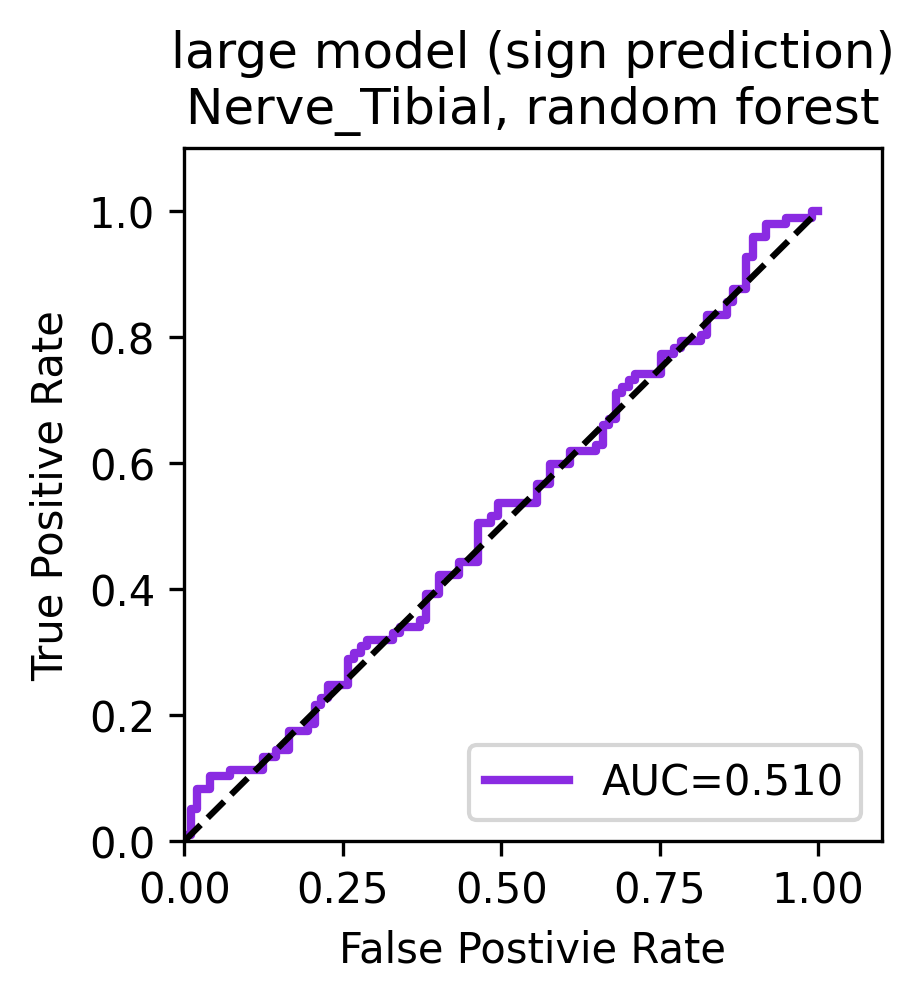 large model (sign prediction)
Nerve_Tibial, random forest
True Positive Rate
1.0
0.8
0.6
0.4
0.2
0.0
AUC=0.510
0.00 0.25 0.50 0.75 1.00
False Postivie Rate